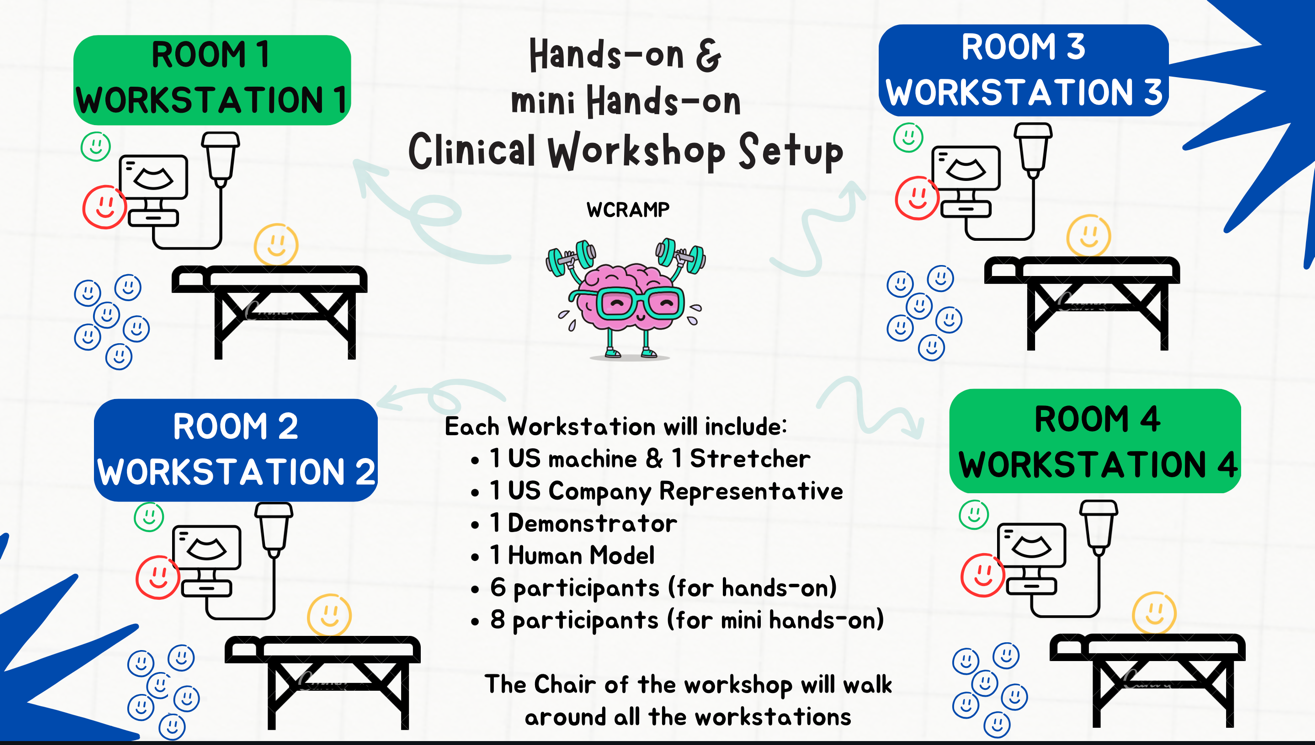 Hands-on &
mini Hands-on
Clinical Workshop Setup
WCRAMP
ROOM 1
WORKSTATION 1
ROOM 3
WORKSTATION 3
ROOM 2
WORKSTATION 2
ROOM 4
WORKSTATION 4
Each Workstation will include:
• 1 US machine & 1 Stretcher
• 1 US Company Representative
• 1 Demonstrator
• 1 Human Model
• 6 participants (for hands-on)
• 8 participants (for mini hands-on)
The Chair of the workshop will walk
around all the workstations